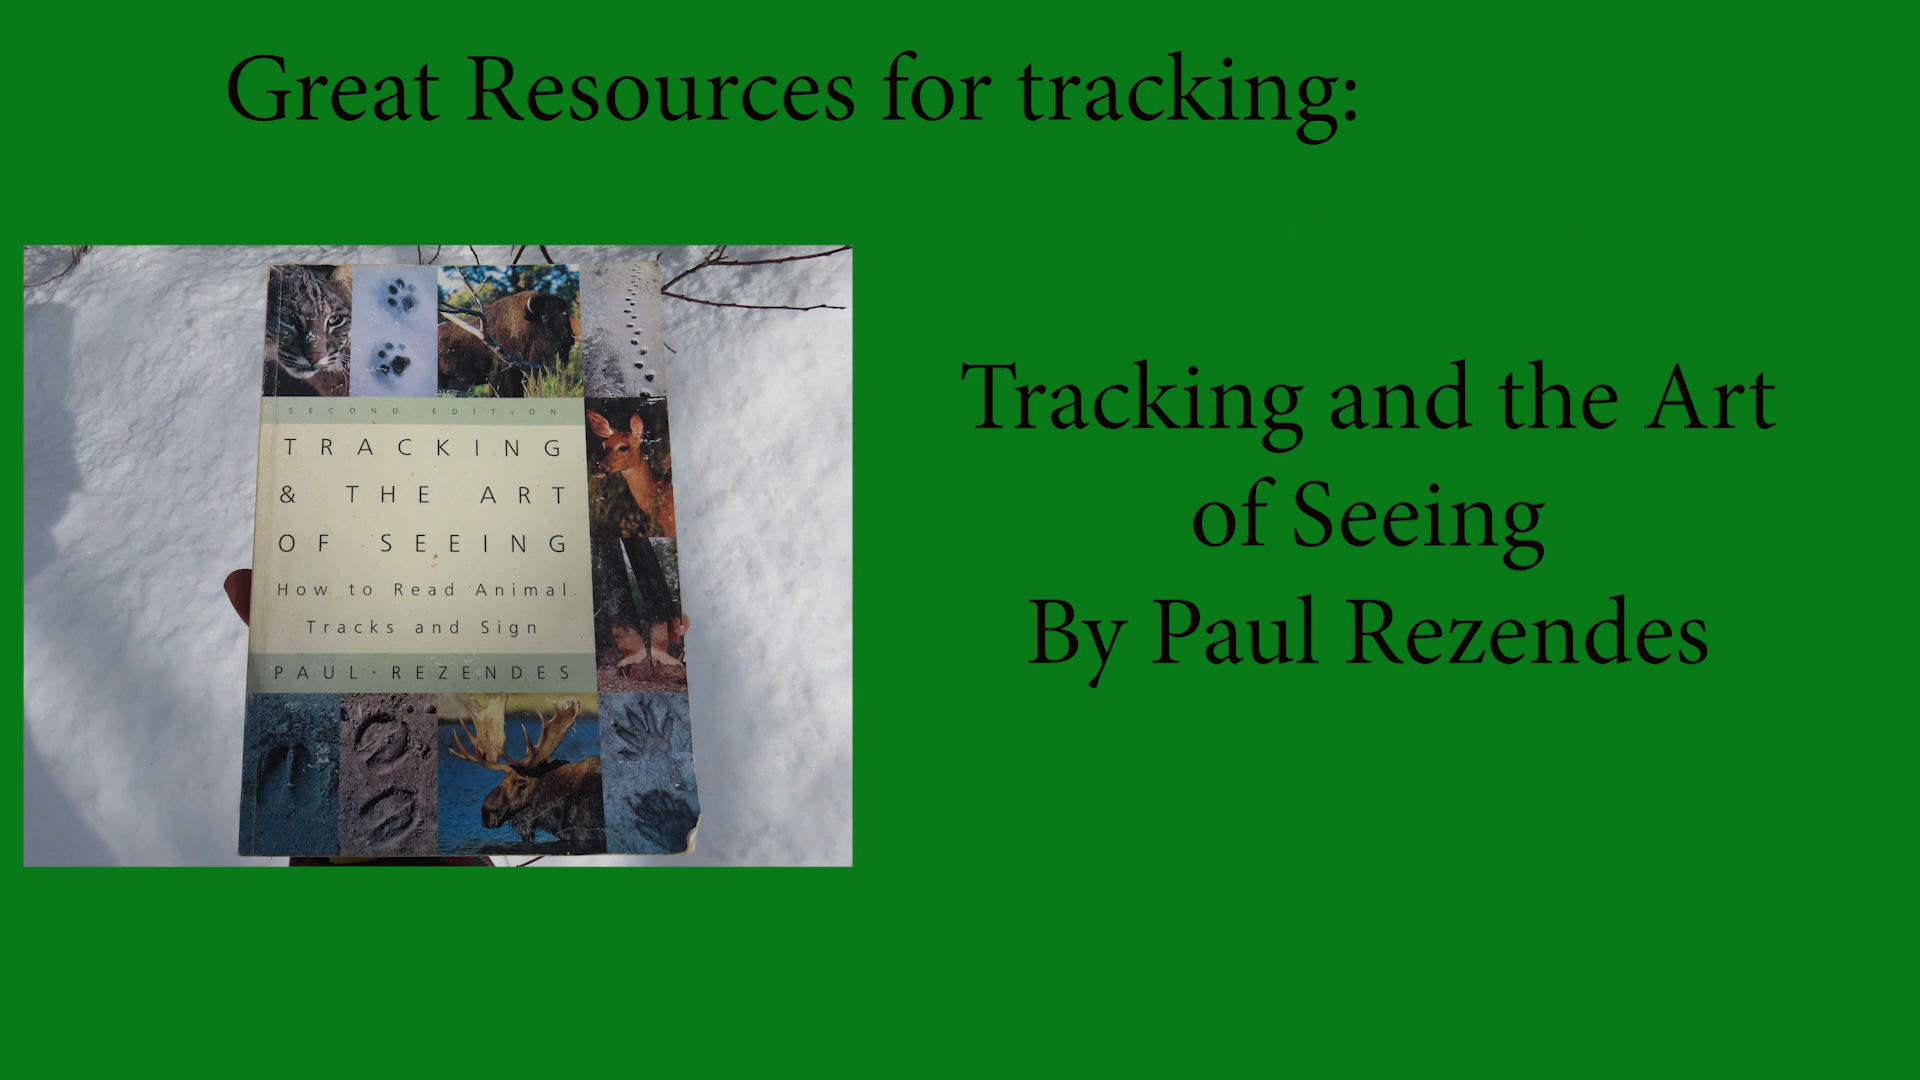 Great Resources for tracking:
SECOND EDITION
TRACKING
& THE ART
OF SEEING
How to Read Animal
Tracks and Sign
PAUL REZENDES
Tracking and the Art
of Seeing
By Paul Rezendes